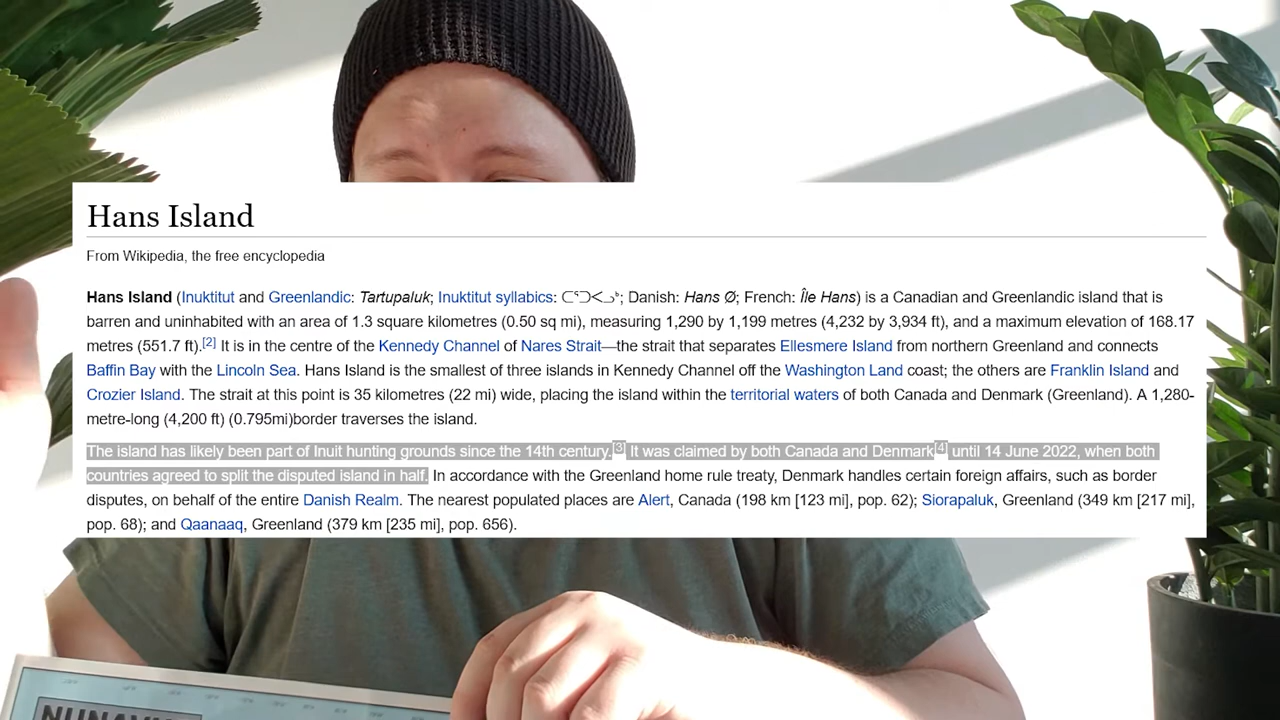 Hans Island
From Wikipedia, the free encyclopedia
Hans Island (Inuktitut and Greenlandic: Tartupaluk; Inuktitut syllabics: ᑕᕐᑐᐸᓗᒃ; Danish: Hans Ø; French: Île Hans) is a Canadian and Greenlandic island that is
barren and uninhabited with an area of 1.3 square kilometres (0.50 sq mi), measuring 1,290 by 1,199 metres (4,232 by 3,934 ft), and a maximum elevation of 168.17
metres (551.7 ft).[2] It is in the centre of the Kennedy Channel of Nares Strait—the strait that separates Ellesmere Island from northern Greenland and connects
Baffin Bay with the Lincoln Sea. Hans Island is the smallest of three islands in Kennedy Channel off the Washington Land coast; the others are Franklin Island and
Crozier Island. The strait at this point is 35 kilometres (22 mi) wide, placing the island within the territorial waters of both Canada and Denmark (Greenland). A 1,280-
metre-long (4,200 ft) (0.795mi)border traverses the island.
The island has likely been part of Inuit hunting grounds since the 14th century.[3] It was claimed by both Canada and Denmark[4] until 14 June 2022, when both
countries agreed to split the disputed island in half. In accordance with the Greenland home rule treaty, Denmark handles certain foreign affairs, such as border
disputes, on behalf of the entire Danish Realm. The nearest populated places are Alert, Canada (198 km [123 mi], pop. 62); Siorapaluk, Greenland (349 km [217 mi],
pop. 68); and Qaanaaq, Greenland (379 km [235 mi], pop. 656).